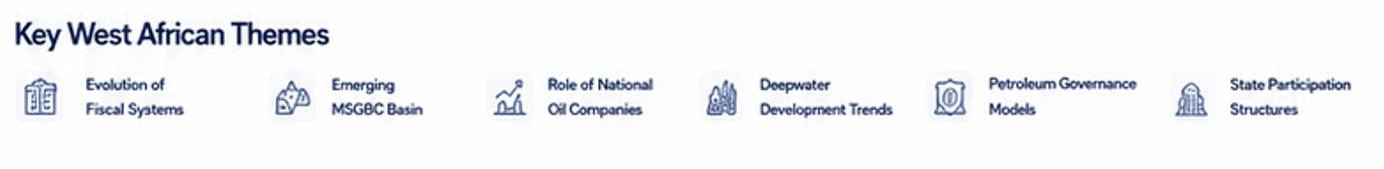 Key West African Themes
Evolution of
Fiscal Systems
Emerging
MSGBC Basin
Role of National
Oil Companies
Deepwater
Development Trends
Petroleum Governance
Models
State Participation
Structures